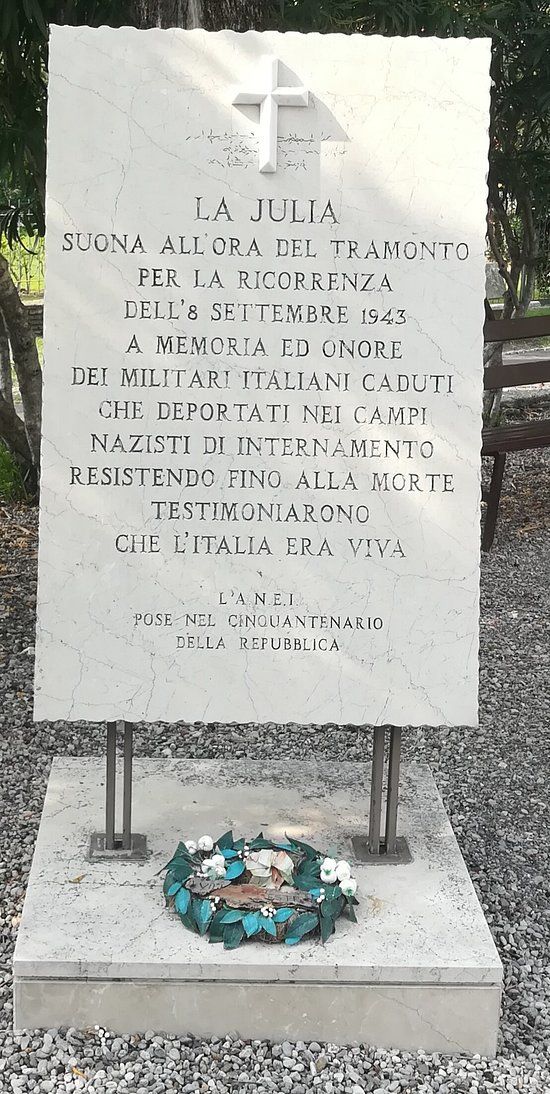 LA JULIA
SUONA ALL'ORA DEL TRAMONTO
PER LA RICORRENZA
DELL'8 SETTEMBRE 1943
A MEMORIA ED ONORE
DEI MILITARI ITALIANI CADUTI
CHE DEPORTATI NEI CAMPI
NAZISTI DI INTERNAMENTO
RESISTENDO FINO ALLA MORTE
TESTIMONIARONO
CHE L'ITALIA ERA VIVA
L'A.N.E.I.
POSE NEL CINQUANTENARIO
DELLA REPUBBLICA